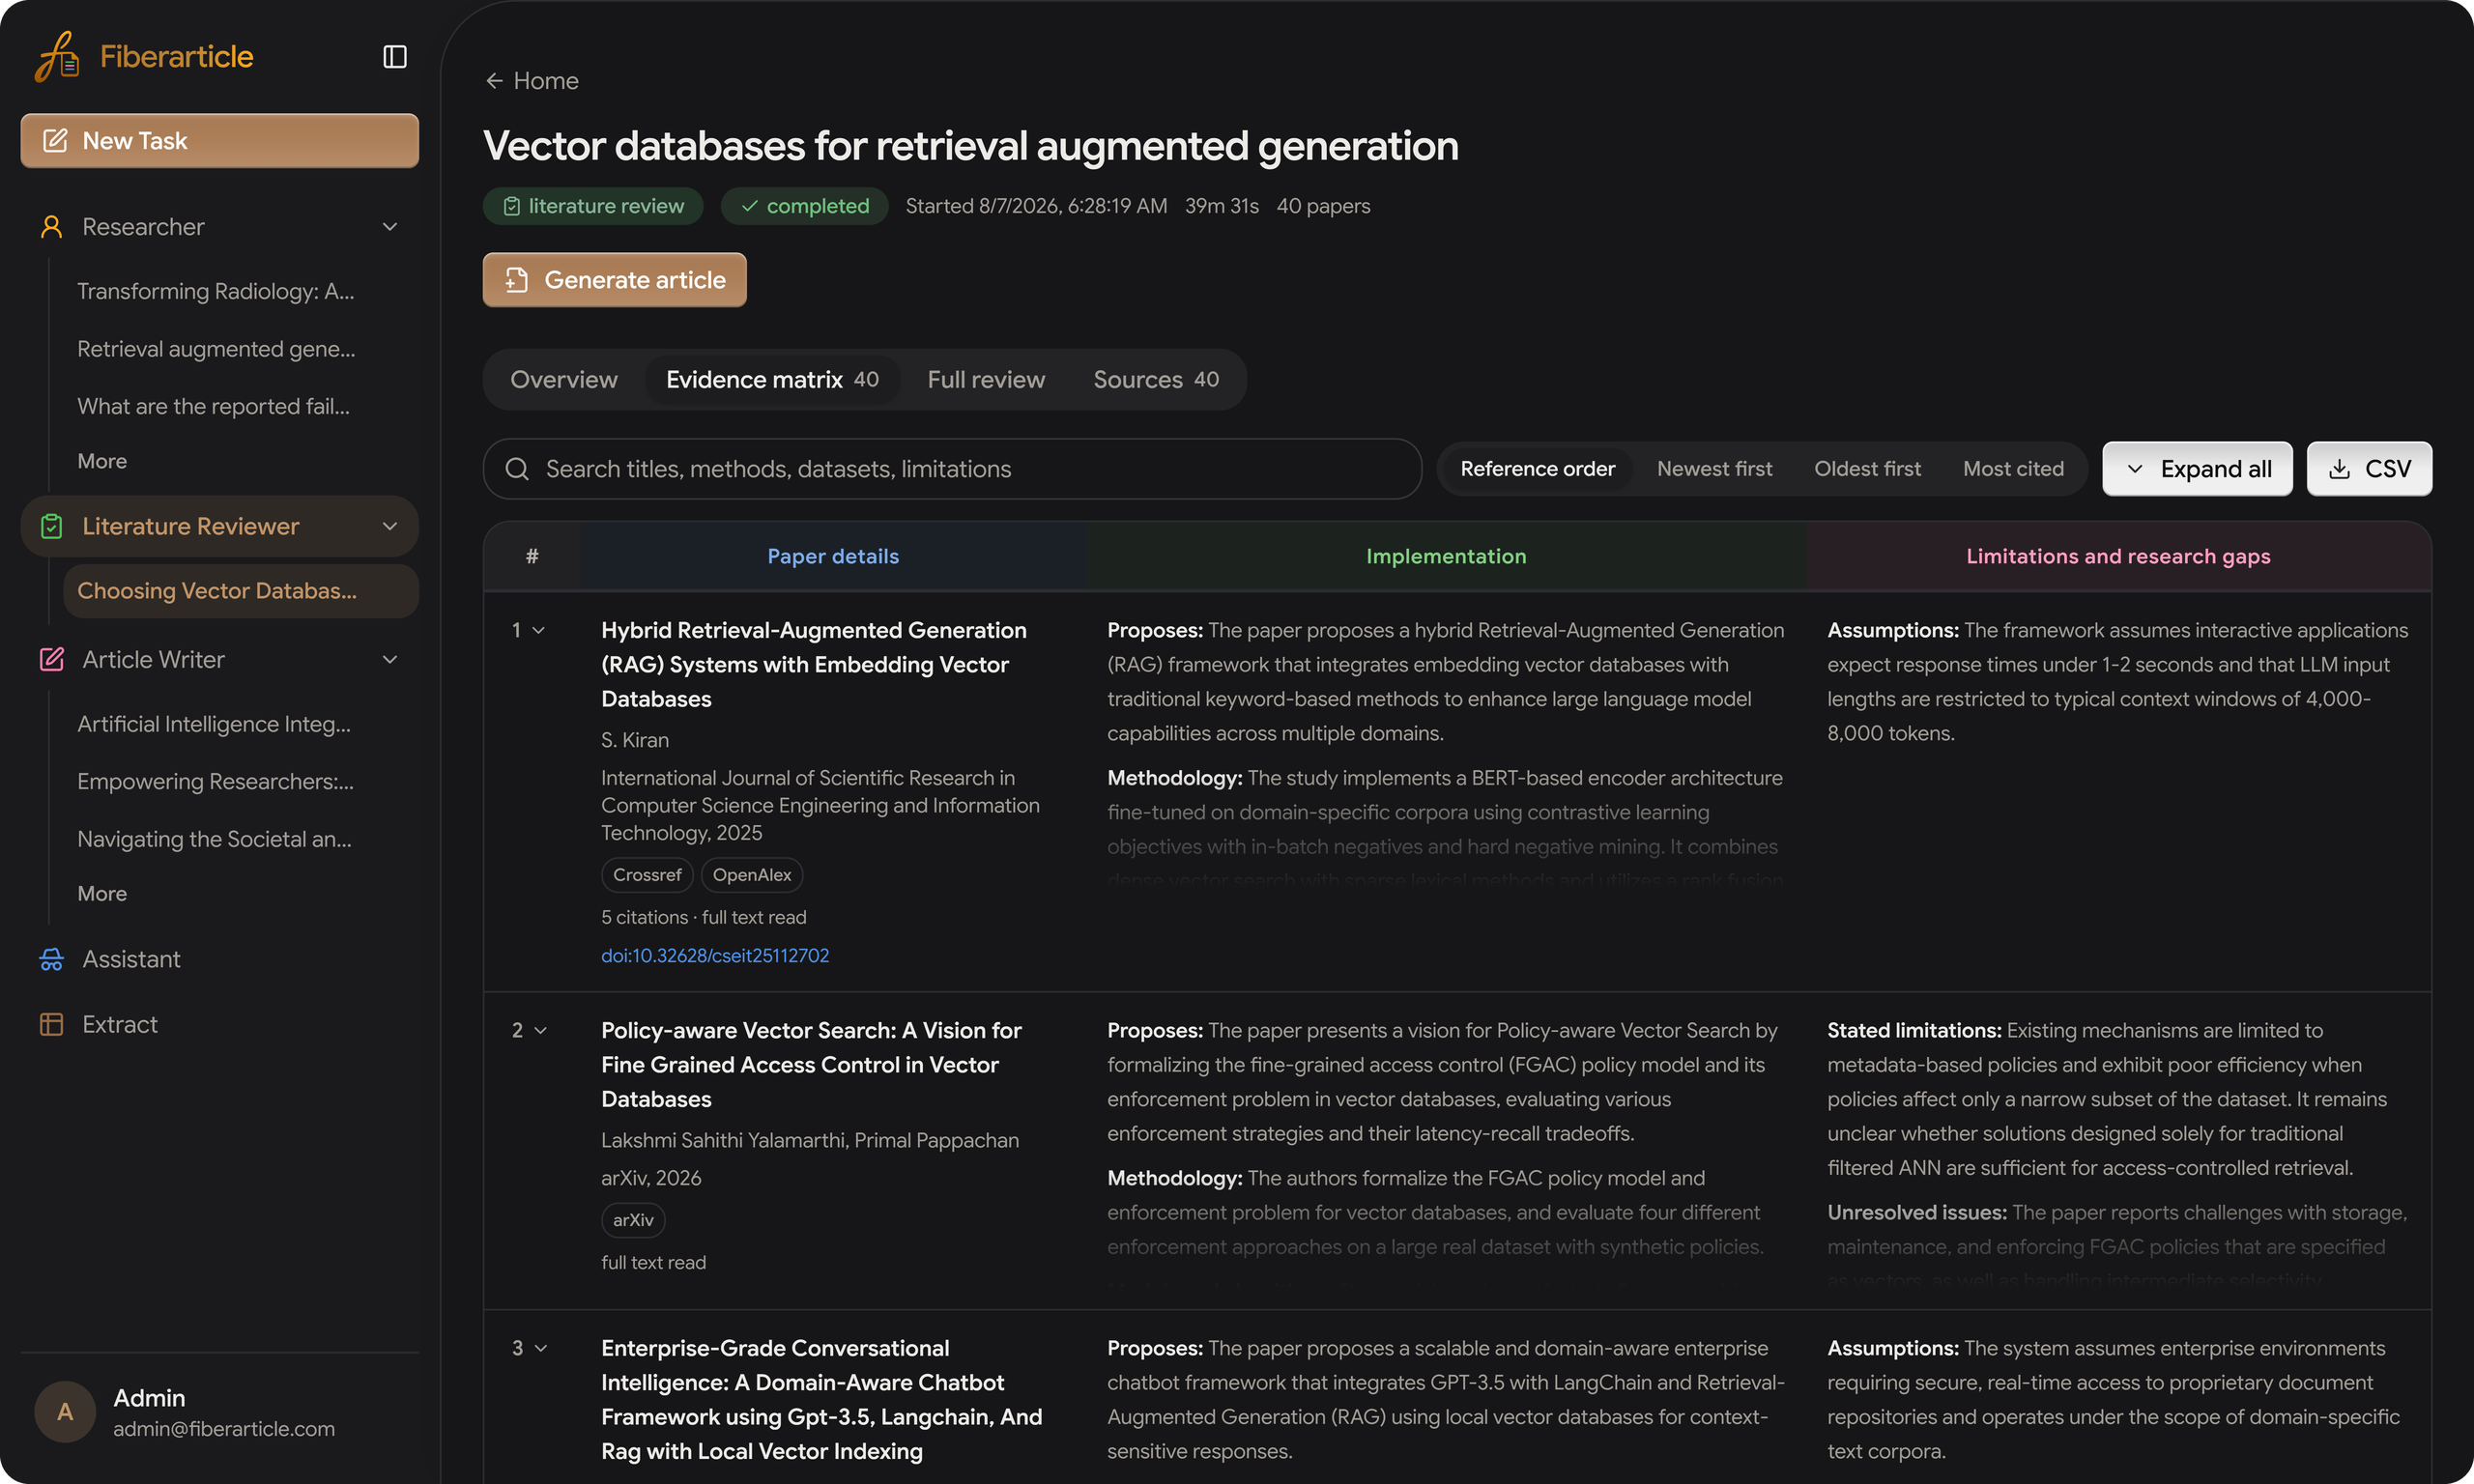 Fiberarticle
New Task
Researcher
Transforming Radiology: A...
Retrieval augmented gene...
What are the reported fail...
More
Literature Reviewer
Choosing Vector Databas...
Article Writer
Artificial Intelligence Integ...
Empowering Researchers:...
Navigating the Societal an...
More
Assistant
Extract
A
Admin
admin@fiberarticle.com
Home
Vector databases for retrieval augmented generation
literature review
completed
Started 8/7/2026, 6:28:19 AM 39m 31s 40 papers
Generate article
Overview
Evidence matrix 40
Full review
Sources 40
Search titles, methods, datasets, limitations
Reference order
Newest first
Oldest first
Most cited
Expand all
CSV
#
Paper details
Implementation
Limitations and research gaps
1
Hybrid Retrieval-Augmented Generation
(RAG) Systems with Embedding Vector
Databases
S. Kiran
International Journal of Scientific Research in
Computer Science Engineering and Information
Technology, 2025
Crossref
OpenAlex
5 citations · full text read
doi:10.32628/cseit25112702
Proposes: The paper proposes a hybrid Retrieval-Augmented Generation
(RAG) framework that integrates embedding vector databases with
traditional keyword-based methods to enhance large language model
capabilities across multiple domains.
Methodology: The study implements a BERT-based encoder architecture
fine-tuned on domain-specific corpora using contrastive learning
objectives with in-batch negatives and hard negative mining. It combines
dense vector search with sparse lexical methods and utilizes a rank fusion
Assumptions: The framework assumes interactive applications
expect response times under 1-2 seconds and that LLM input
lengths are restricted to typical context windows of 4,000-
8,000 tokens.
2
Policy-aware Vector Search: A Vision for
Fine Grained Access Control in Vector
Databases
Lakshmi Sahithi Yalamarthi, Primal Pappachan
arXiv, 2026
arXiv
full text read
Proposes: The paper presents a vision for Policy-aware Vector Search by
formalizing the fine-grained access control (FGAC) policy model and its
enforcement problem in vector databases, evaluating various
enforcement strategies and their latency-recall tradeoffs.
Methodology: The authors formalize the FGAC policy model and
enforcement problem for vector databases, and evaluate four different
enforcement approaches on a large real dataset with synthetic policies.
Stated limitations: Existing mechanisms are limited to
metadata-based policies and exhibit poor efficiency when
policies affect only a narrow subset of the dataset. It remains
unclear whether solutions designed solely for traditional
filtered ANN are sufficient for access-controlled retrieval.
Unresolved issues: The paper reports challenges with storage,
maintenance, and enforcing FGAC policies that are specified
as vectors, as well as handling intermediate selectivity
3
Enterprise-Grade Conversational
Intelligence: A Domain-Aware Chatbot
Framework using Gpt-3.5, Langchain, And
Rag with Local Vector Indexing
Proposes: The paper proposes a scalable and domain-aware enterprise
chatbot framework that integrates GPT-3.5 with LangChain and Retrieval-
Augmented Generation (RAG) using local vector databases for context-
sensitive responses.
Assumptions: The system assumes enterprise environments
requiring secure, real-time access to proprietary document
repositories and operates under the scope of domain-specific
text corpora.